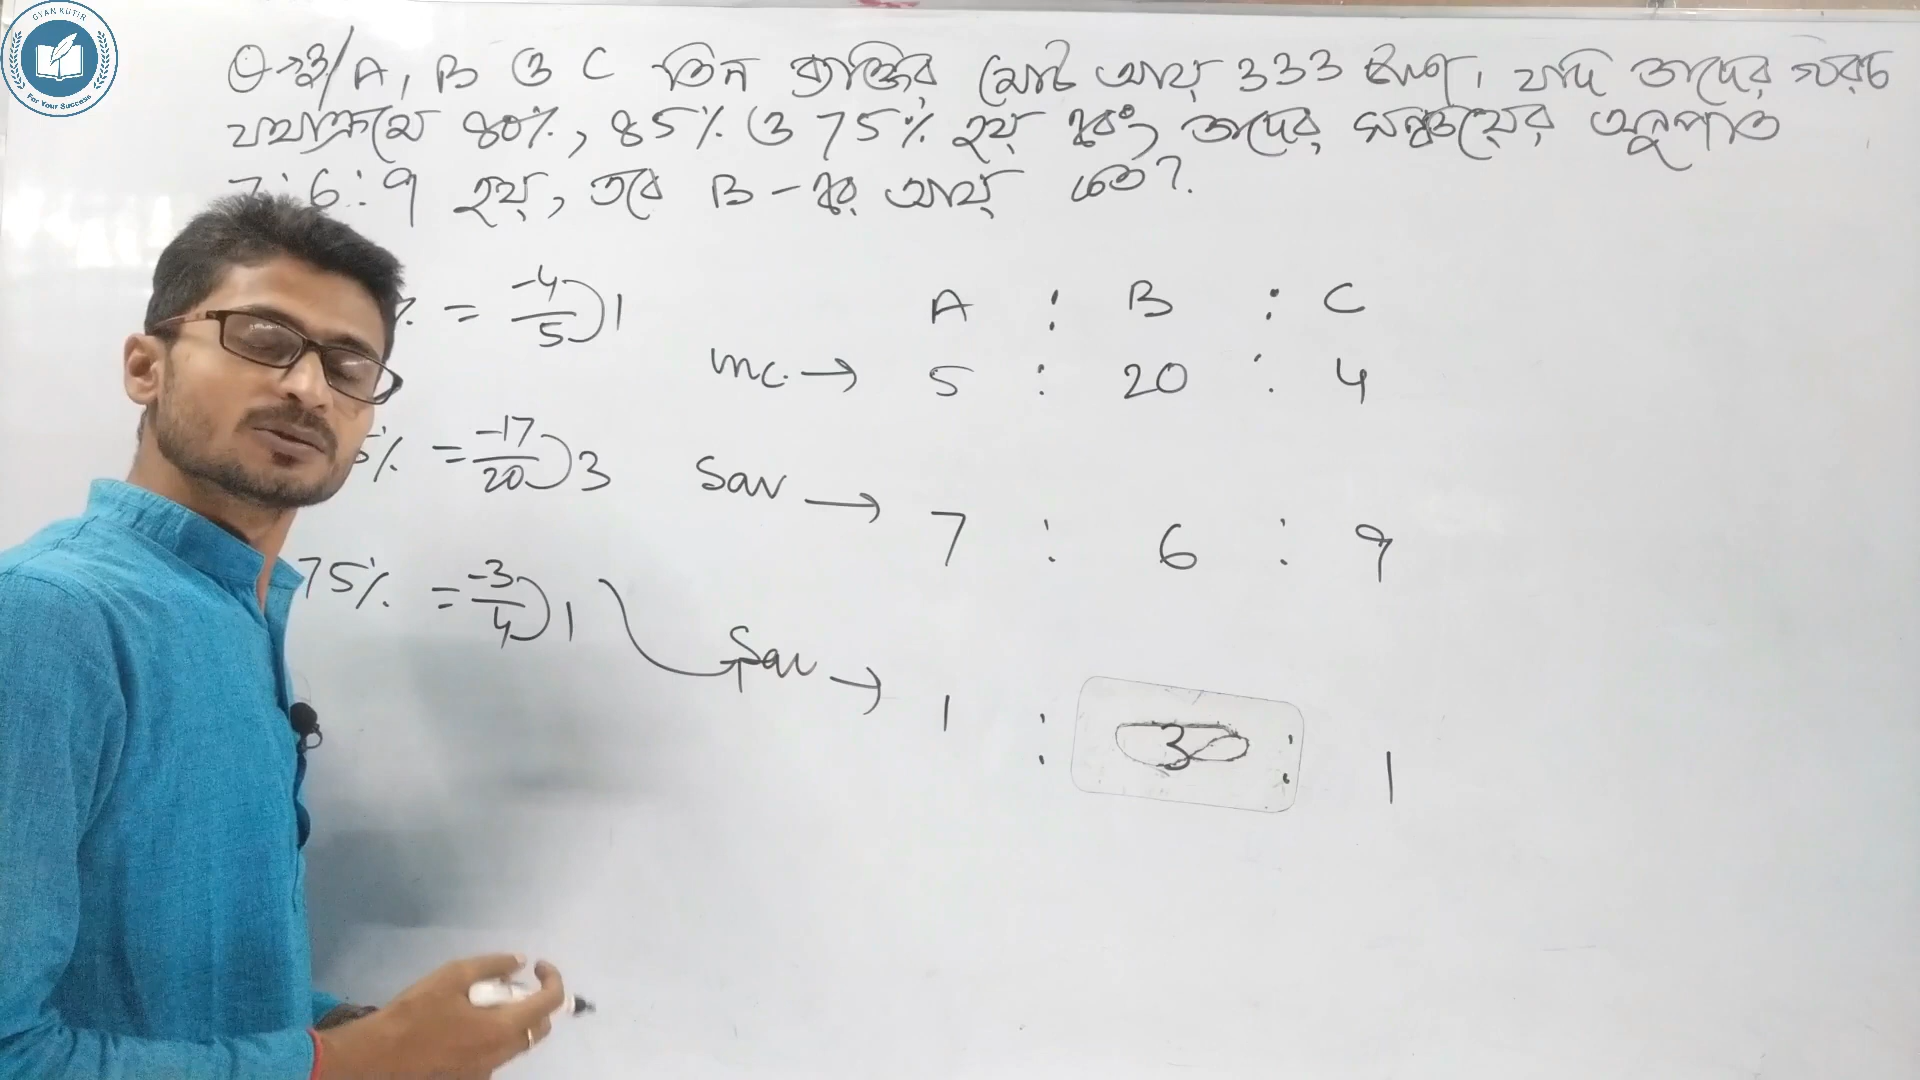 GYAN KUTIR
For Your Success
Q→3/ A, B ও C তিন ব্যক্তির মোট আয় 333 টাকা। যদি তাদের খরচ
যথাক্রমে 80%, 85% ও 75% হয় এবং তাদের সঞ্চয়ের অনুপাত
7:6:9 হয়, তবে B-এর আয় কত?
% = -4/5 ) 1
5% = -17/20 ) 3
75% = -3/4 ) 1
A : B : C
Inc. → 5 : 20 : 4
Sav → 7 : 6 : 9
Sav → 1 : 3 : 1